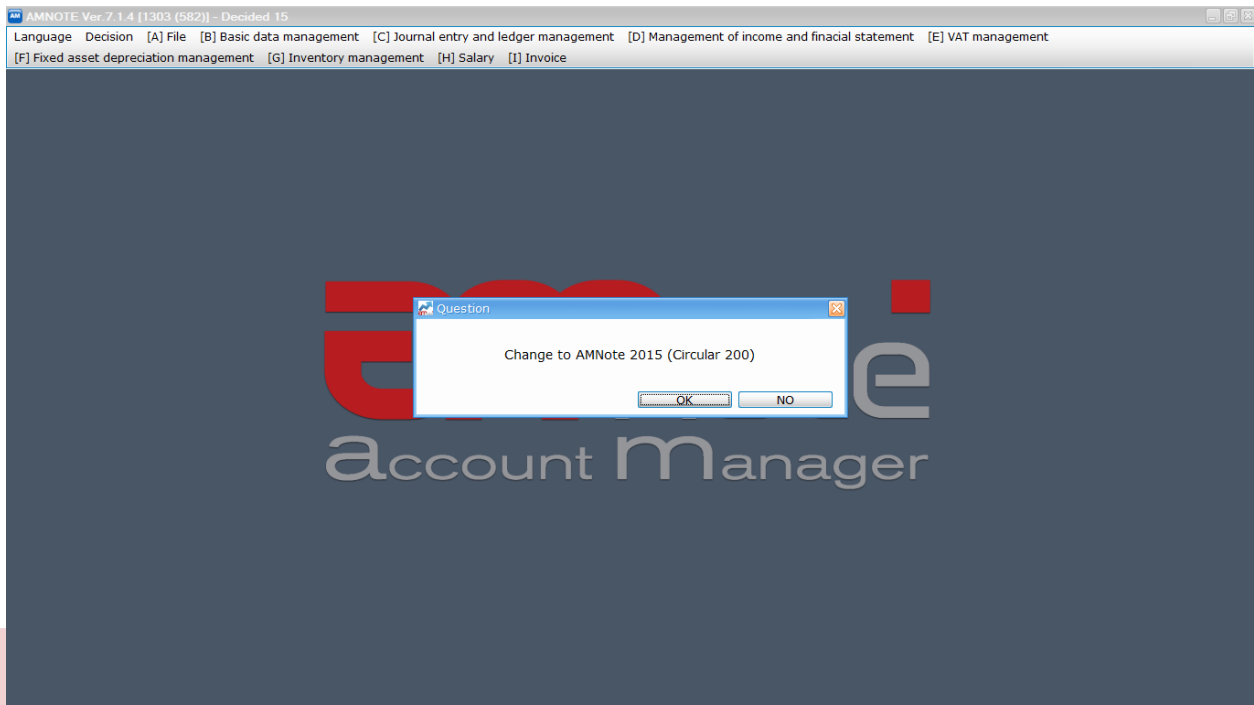 AM AMNOTE Ver.7.1.4 [1303 (582)] - Decided 15
Language Decision [A] File [B] Basic data management [C] Journal entry and ledger management [D] Management of income and finacial statement [E] VAT management
[F] Fixed asset depreciation management [G] Inventory management [H] Salary [I] Invoice
Question
Change to AMNote 2015 (Circular 200)
OK NO
account manager